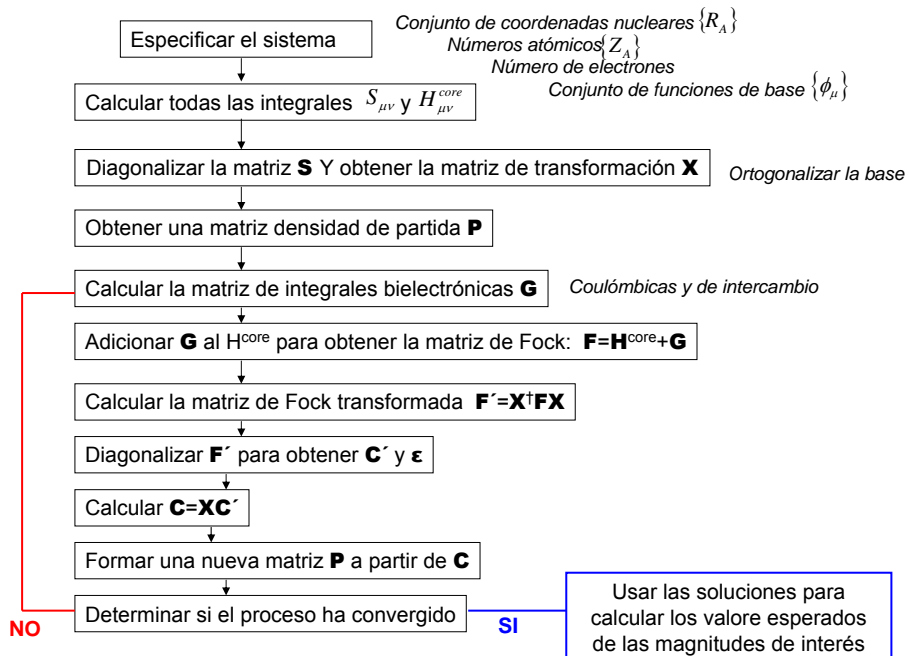 Especificar el sistema
Conjunto de coordenadas nucleares {R_A}
Números atómicos{Z_A}
Número de electrones
Conjunto de funciones de base {ϕ_μ}
Calcular todas las integrales S_μν y H_μν^core
Diagonalizar la matriz S Y obtener la matriz de transformación X
Ortogonalizar la base
Obtener una matriz densidad de partida P
Calcular la matriz de integrales bielectrónicas G
Coulómbicas y de intercambio
Adicionar G al H^core para obtener la matriz de Fock: F=H^core+G
Calcular la matriz de Fock transformada F´=X†FX
Diagonalizar F´ para obtener C´ y ε
Calcular C=XC´
Formar una nueva matriz P a partir de C
Determinar si el proceso ha convergido
NO
SI
Usar las soluciones para
calcular los valore esperados
de las magnitudes de interés